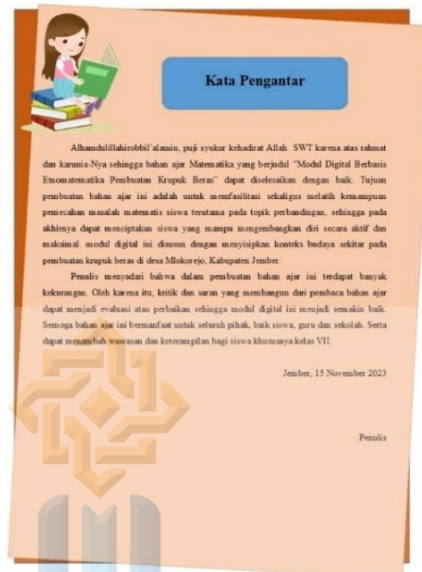 Kata Pengantar
Alhamdulillahirobbil'alamin, puji syukur kehadirat Allah SWT karena atas rahmat
dan karunia-Nya sehingga bahan ajar Matematika yang berjudul "Modul Digital Berbasis
Etnomatematika Pembuatan Krupuk Beras" dapat diselesaikan dengan baik. Tujuan
pembuatan bahan ajar ini adalah untuk memfasilitasi sekaligus melatih kemampuan
pemecahan masalah matematis siswa terutama pada topik perbandingan, sehingga pada
akhirnya dapat menciptakan siswa yang mampu mengembangkan diri secara aktif dan
maksimal. modul digital ini disusun dengan menyisipkan konteks budaya sekitar pada
pembuatan krupuk beras di desa Mlokorejo, Kabupaten Jember.
Penulis menyadari bahwa dalam pembuatan bahan ajar ini terdapat banyak
kekurangan. Oleh karena itu, kritik dan saran yang membangun dari pembaca bahan ajar
dapat menjadi evaluasi atau perbaikan sehingga modul digital ini menjadi semakin baik.
Semoga bahan ajar ini bermanfaat untuk seluruh pihak, baik siswa, guru dan sekolah. Serta
dapat menambah wawasan dan keterampilan bagi siswa khususnya kelas VII.
Jember, 15 November 2023
Penulis